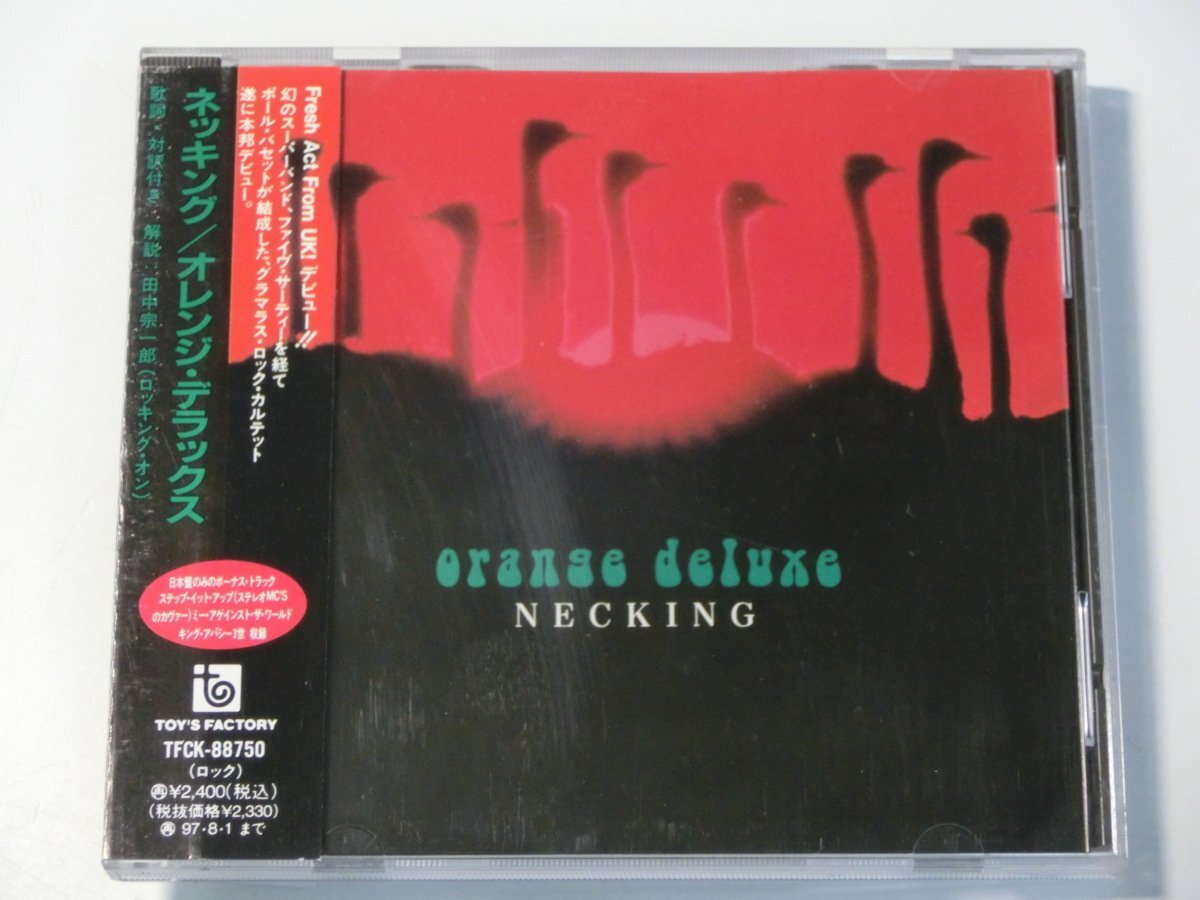 ネッキング/オレンジ・デラックス
歌詞・対訳付き 解説:田中宗一郎(ロッキング・オン)
Fresh Act From UK! デビュー!!
幻のスーパーバンド、ファイヴ・サーティーを経て
ポール・バセットが結成した、グラマラス・ロック・カルテット
遂に本邦デビュー。
日本盤のみのボーナス・トラック
ステップ・イット・アップ(ステレオMC'S
のカヴァー)ミー・アゲインスト・ザ・ワールド
キング・アパシー3世 収録
TOY'S FACTORY
TFCK-88750
(ロック)
再¥2,400(税込)
(税抜価格¥2,330)
再97・8・1まで
orange deluxe
NECKING